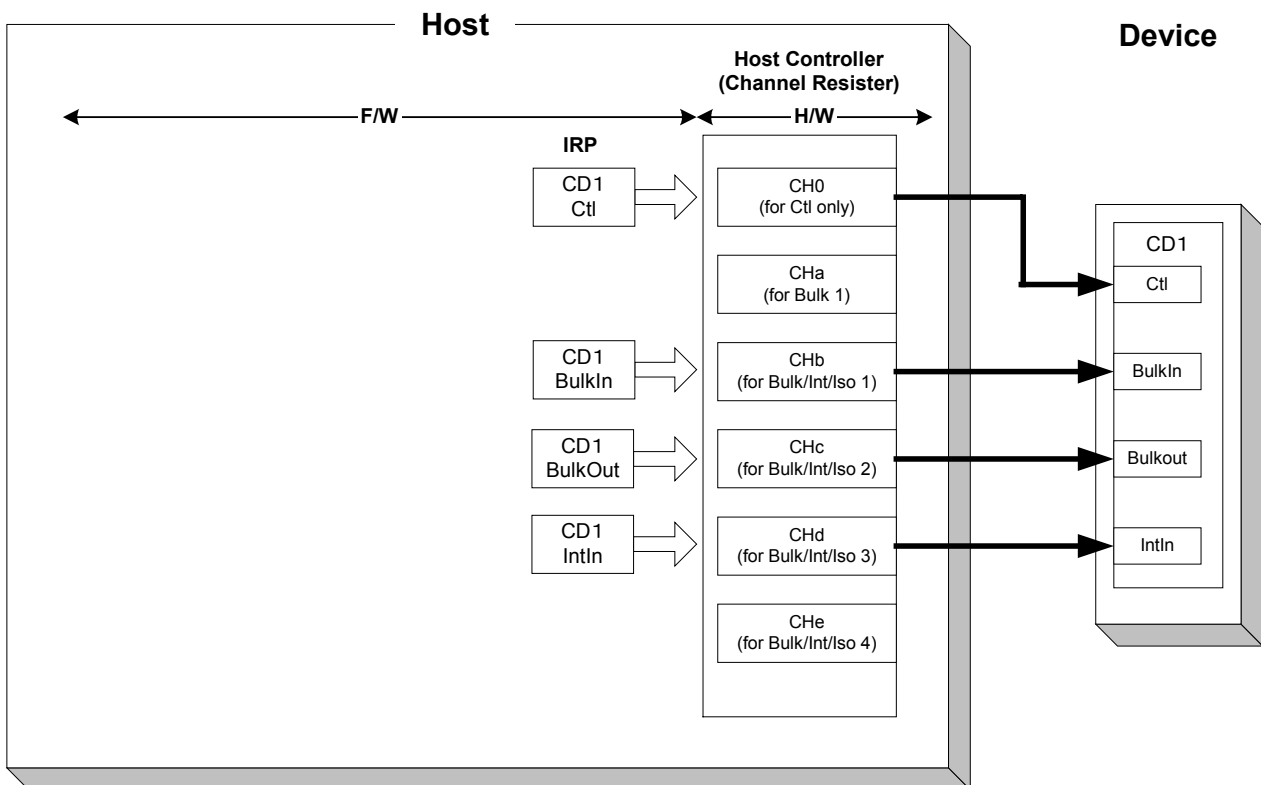 Host
Device
Host Controller
(Channel Resister)
F/W
H/W
IRP
CD1
Ctl
CH0
(for Ctl only)
CD1
Ctl
CHa
(for Bulk 1)
CD1
BulkIn
CHb
(for Bulk/Int/Iso 1)
BulkIn
CD1
BulkOut
CHc
(for Bulk/Int/Iso 2)
Bulkout
CD1
IntIn
CHd
(for Bulk/Int/Iso 3)
IntIn
CHe
(for Bulk/Int/Iso 4)